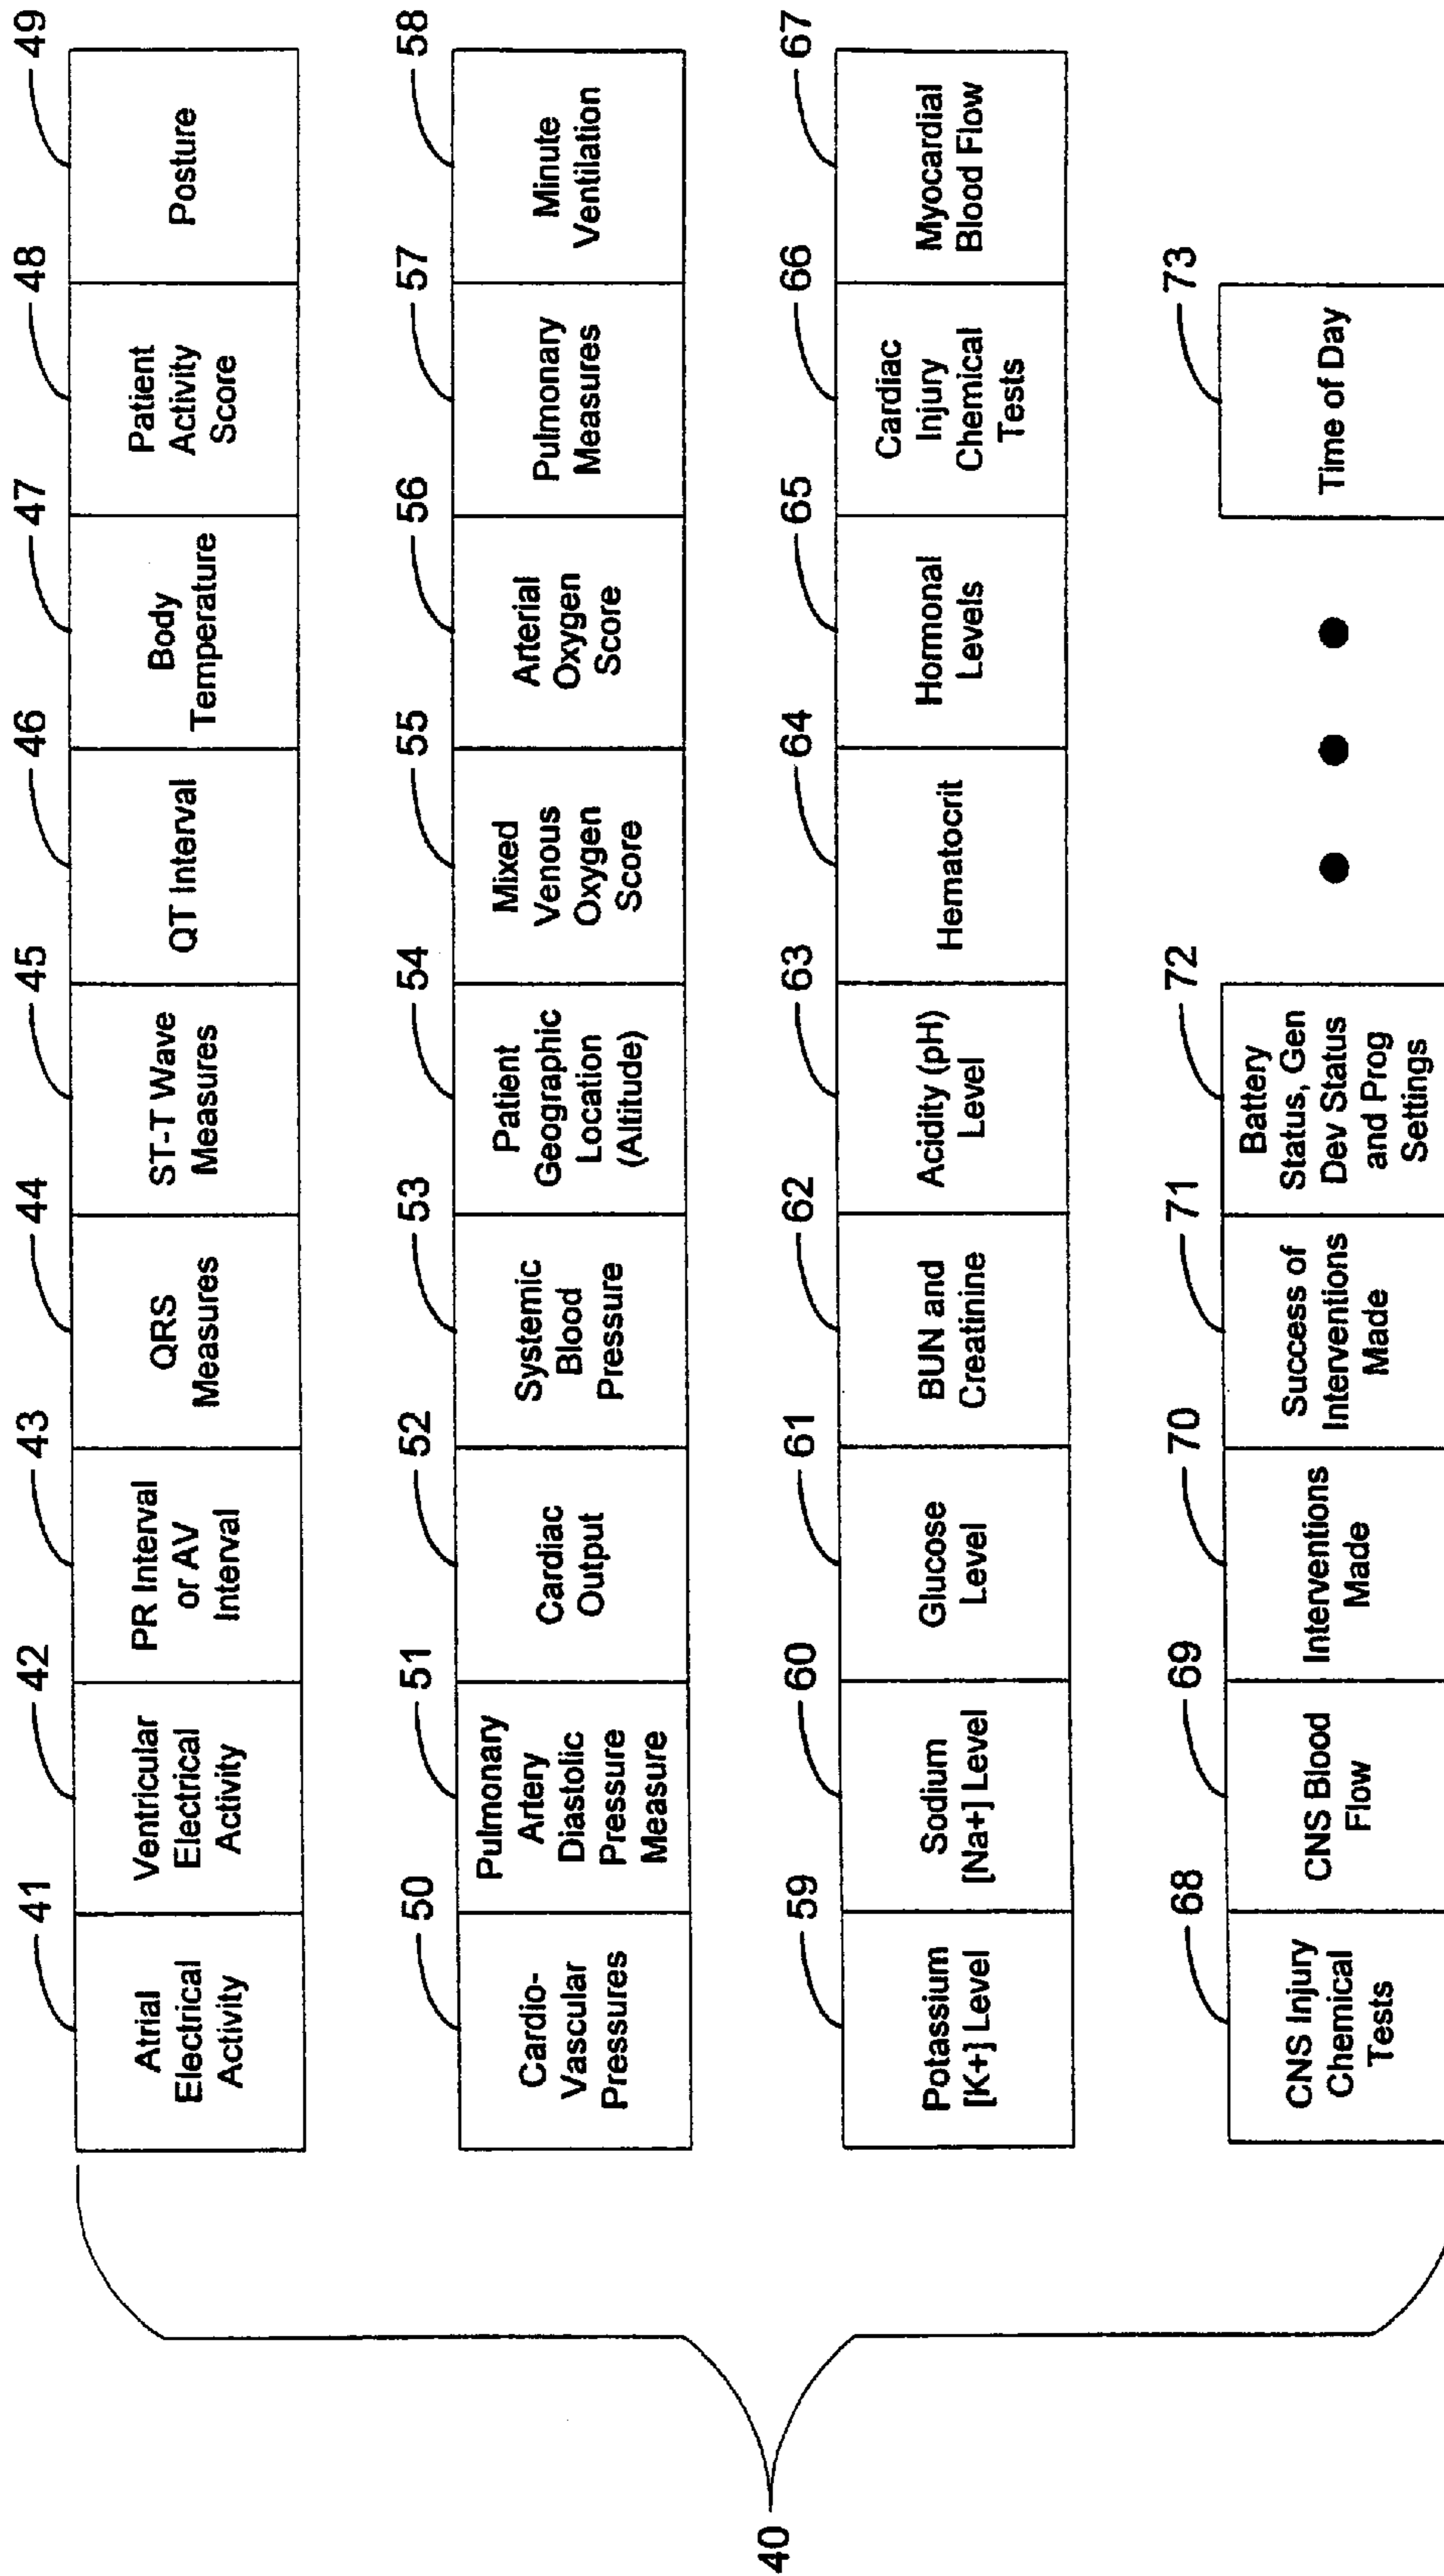 41
42
43
44
45
46
47
48
49
Atrial
Electrical
Activity
Ventricular
Electrical
Activity
PR Interval
or AV
Interval
QRS
Measures
ST-T Wave
Measures
QT Interval
Body
Temperature
Patient
Activity
Score
Posture
50
51
52
53
54
55
56
57
58
Cardio-
Vascular
Pressures
Pulmonary
Artery
Diastolic
Pressure
Measure
Cardiac
Output
Systemic
Blood
Pressure
Patient
Geographic
Location
(Altitude)
Mixed
Venous
Oxygen
Score
Arterial
Oxygen
Score
Pulmonary
Measures
Minute
Ventilation
40
59
60
61
62
63
64
65
66
67
Potassium
[K+] Level
Sodium
[Na+] Level
Glucose
Level
BUN and
Creatinine
Acidity (pH)
Level
Hematocrit
Hormonal
Levels
Cardiac
Injury
Chemical
Tests
Myocardial
Blood Flow
68
69
70
71
72
73
CNS Injury
Chemical
Tests
CNS Blood
Flow
Interventions
Made
Success of
Interventions
Made
Battery
Status, Gen
Dev Status
and Prog
Settings
Time of Day